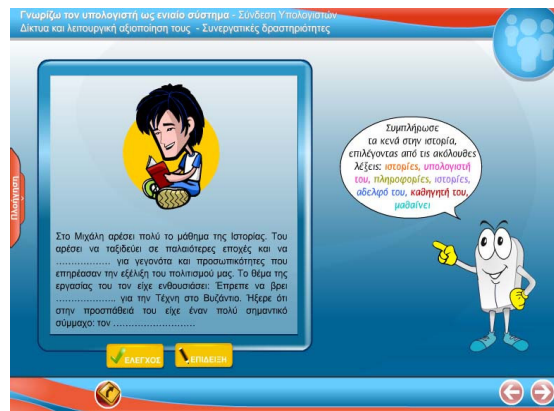 Γνωρίζω τον υπολογιστή ως ενιαίο σύστημα - Σύνδεση Υπολογιστών
Δίκτυα και λειτουργική αξιοποίηση τους - Συνεργατικές δραστηριότητες
Πλοήγηση
Στο Μιχάλη αρέσει πολύ το μάθημα της Ιστορίας. Του
αρέσει να ταξιδεύει σε παλαιότερες εποχές και να
……………… για γεγονότα και προσωπικότητες που
επηρέασαν την εξέλιξη του πολιτισμού μας. Το θέμα της
εργασίας του τον είχε ενθουσιάσει: Έπρεπε να βρει
……………….. για την Τέχνη στο Βυζάντιο. Ήξερε ότι
στην προσπάθειά του είχε έναν πολύ σημαντικό
σύμμαχο: τον ………………………
ΕΛΕΓΧΟΣ
ΕΠΙΔΕΙΞΗ
Συμπλήρωσε
τα κενά στην ιστορία,
επιλέγοντας από τις ακόλουθες
λέξεις: ιστορίες, υπολογιστή
του, πληροφορίες, ιστορίες,
αδελφό του, καθηγητή του,
μαθαίνει